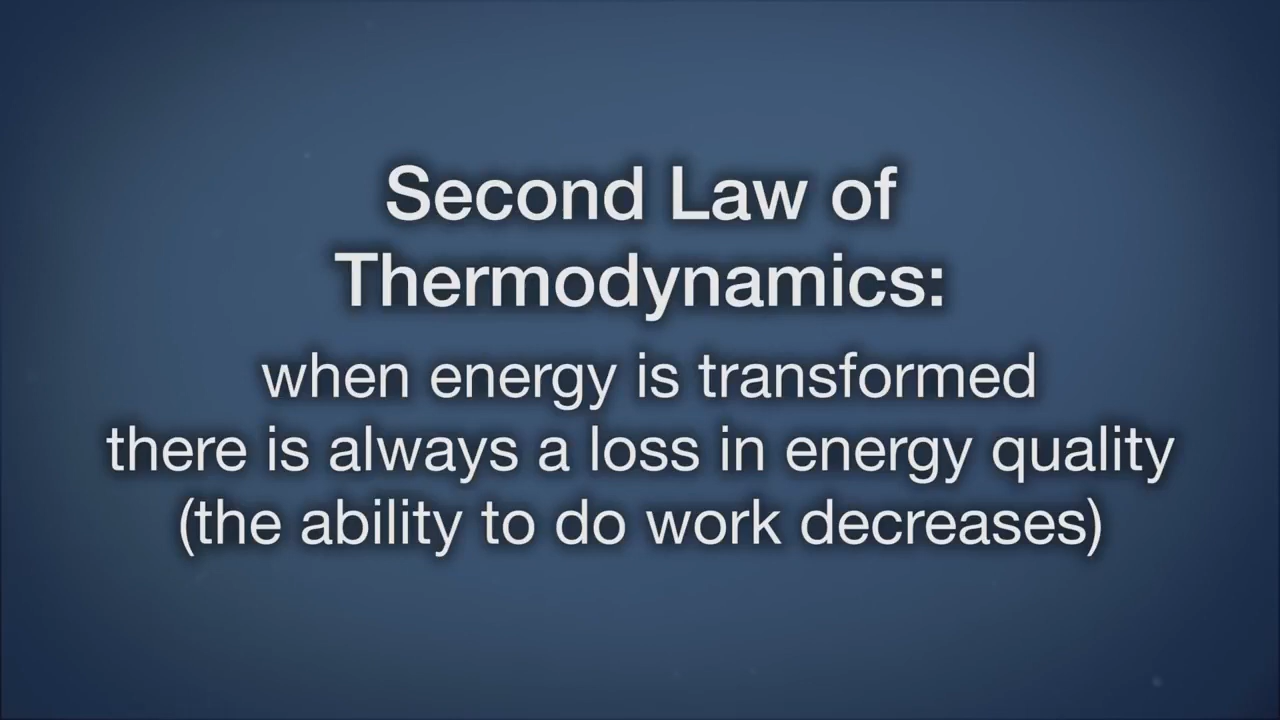 Second Law of
Thermodynamics:
when energy is transformed
there is always a loss in energy quality
(the ability to do work decreases)